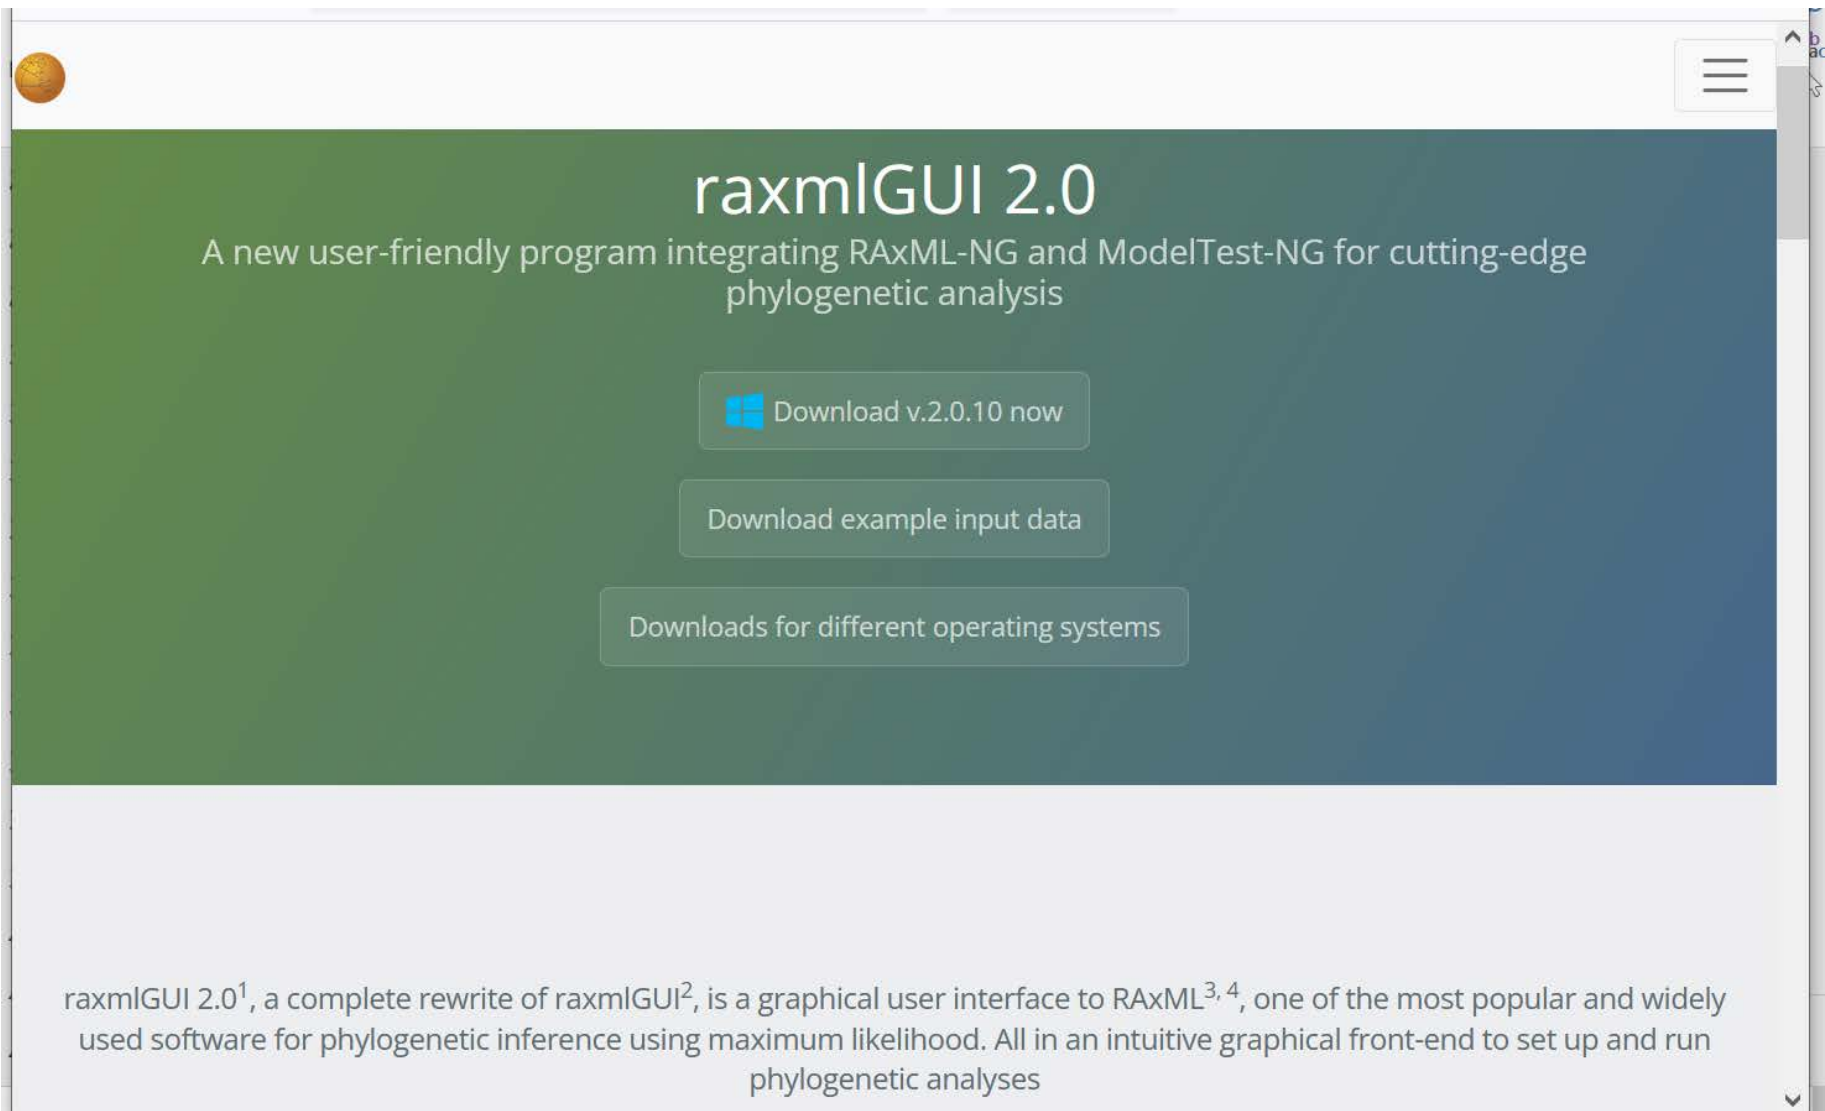 raxmlGUI 2.0
A new user-friendly program integrating RAxML-NG and ModelTest-NG for cutting-edge
phylogenetic analysis
Download v.2.0.10 now
Download example input data
Downloads for different operating systems
raxmlGUI 2.0¹, a complete rewrite of raxmlGUI², is a graphical user interface to RAxML³, ⁴, one of the most popular and widely
used software for phylogenetic inference using maximum likelihood. All in an intuitive graphical front-end to set up and run
phylogenetic analyses